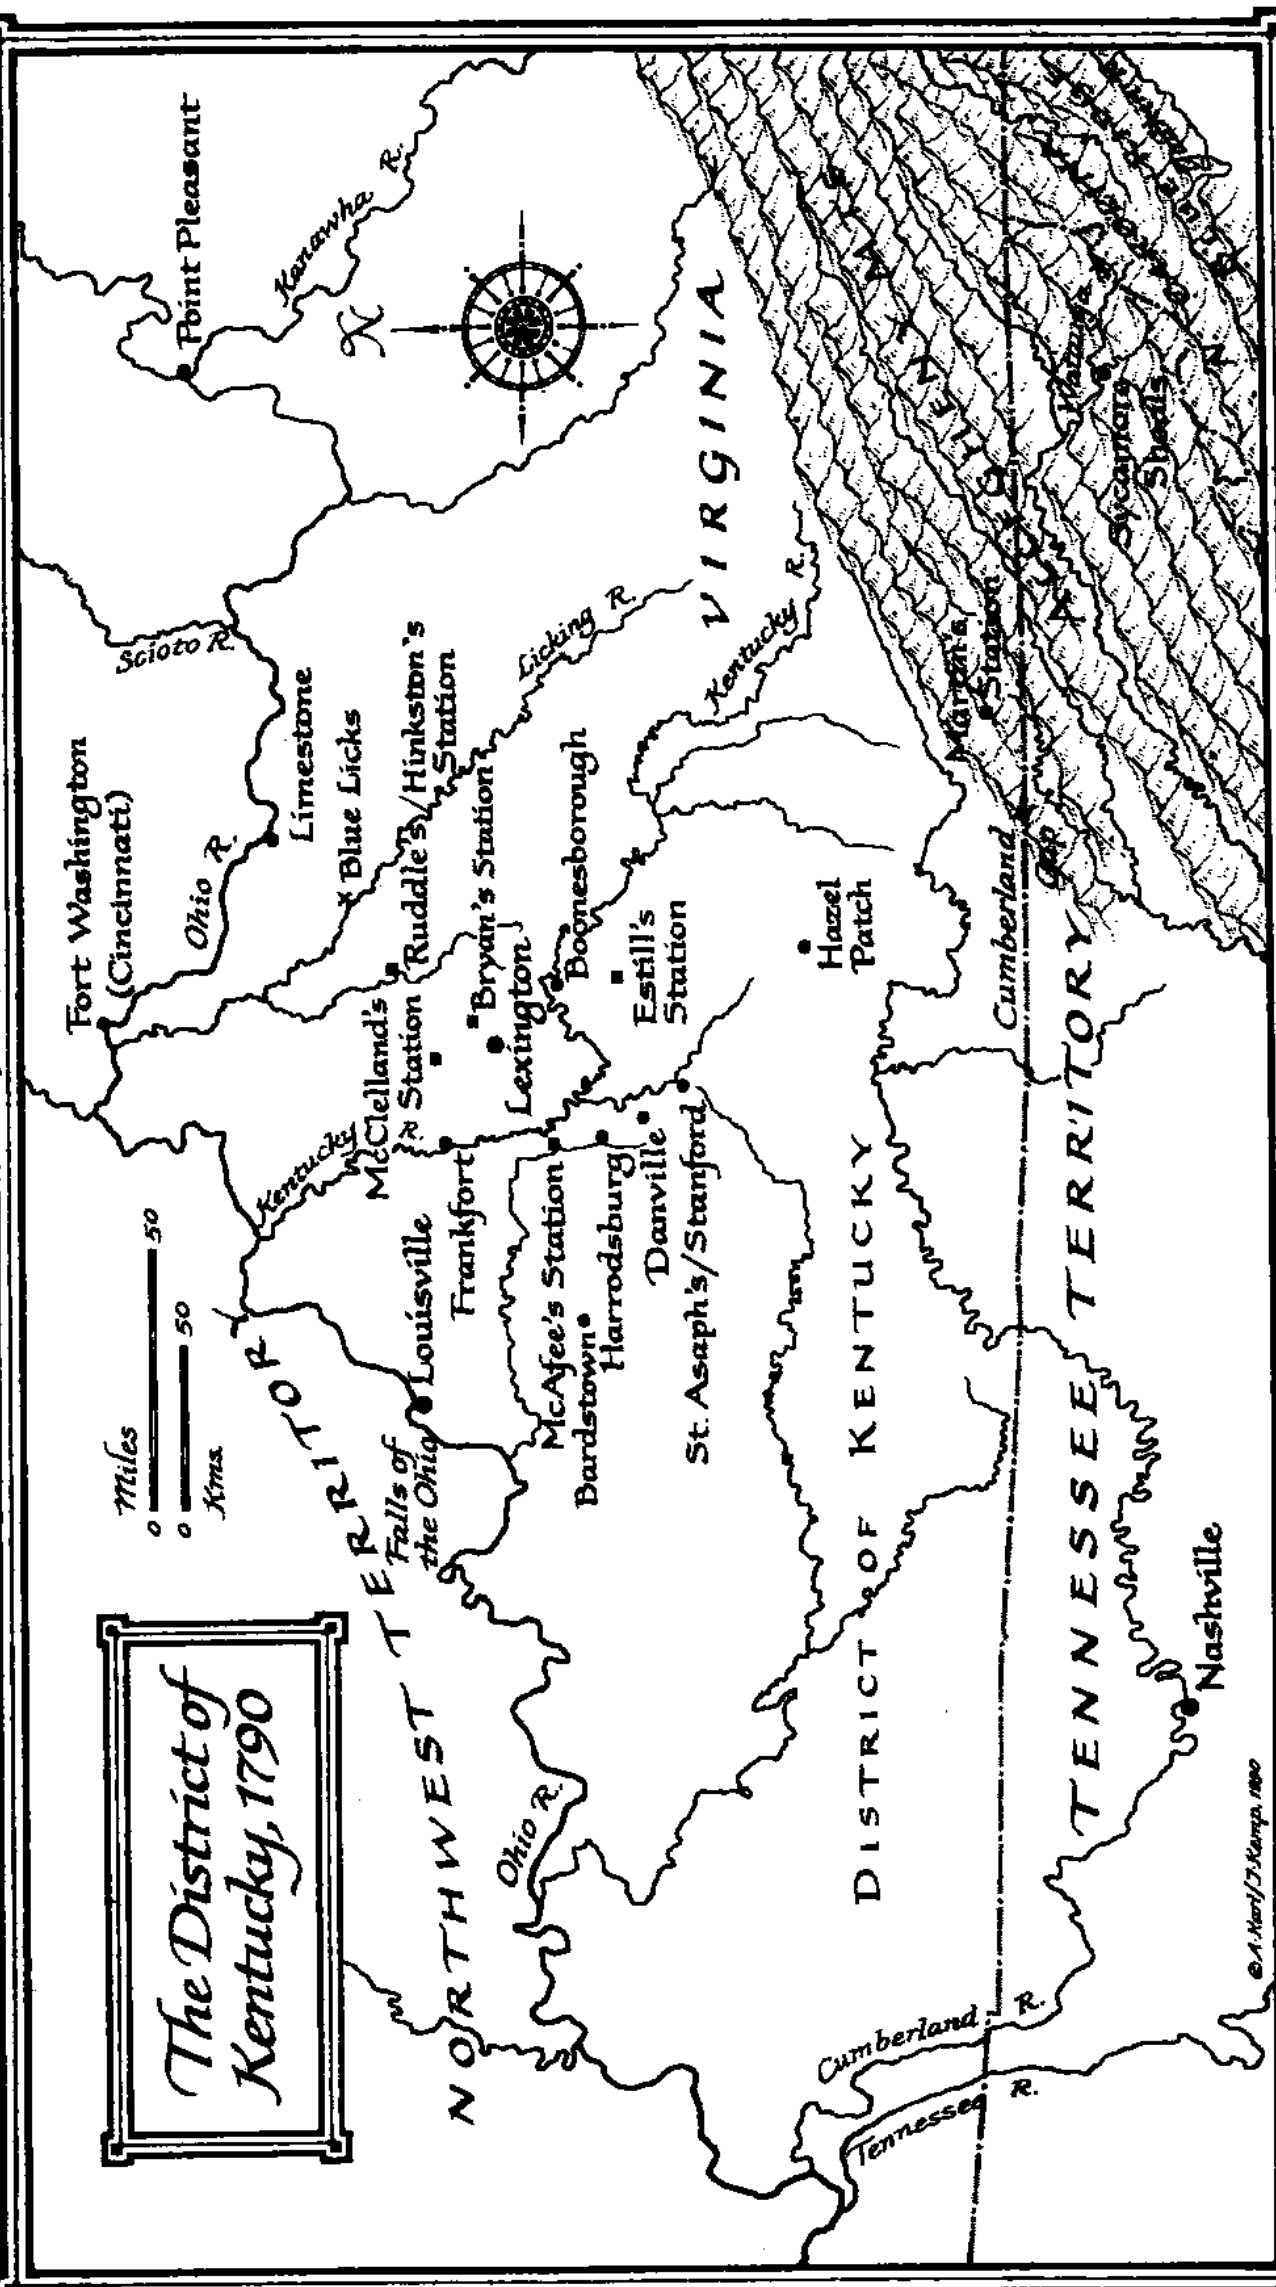 The District of
Kentucky, 1790
Miles
0 50
0 50
Kms.
Fort Washington
(Cincinnati)
Point Pleasant
Kanawha R.
N
Scioto R.
Ohio R.
Limestone
Blue Licks
Ruddle's/Hinkston's
Station
Licking R.
VIRGINIA
Kentucky R.
McClelland's
Station
Bryan's Station
Lexington
Boonesborough
Estill's
Station
Hazel
Patch
Kentucky R.
Frankfort
Louisville
Falls of
the Ohio
McAfee's Station
Harrodsburg
Bardstown
Danville
St. Asaph's/Stanford
NORTHWEST TERRITOR
Ohio R.
DISTRICT OF KENTUCKY
Martin's
Station
Cumberland
Gap
Watauga
Sycamore
Shoals
TENNESSEE TERRITORY
Nashville
Cumberland R.
Tennessee R.